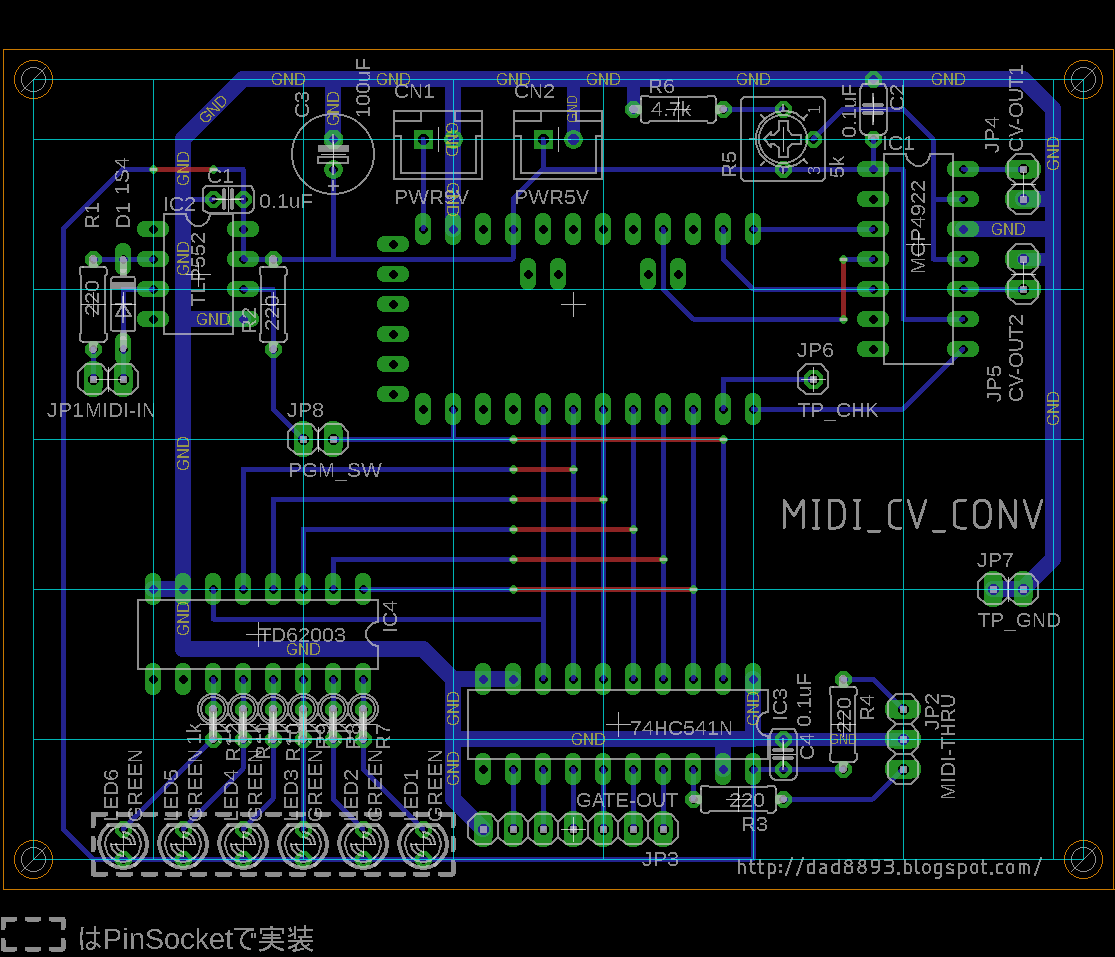 GND
GND
GND
GND
GND
GND
C3
100uF
GND
CN1
CN2
GND
GND
R6
4.7k
GND
R5
1
3
5k
0.1uF
C2
IC1
JP4
CV-OUT1
GND
R1
D1 1S4
GND
C1
0.1uF
IC2
PWR9V
GND
PWR5V
MCP4922
GND
GND
TLP552
220
GND
R2
220
JP1MIDI-IN
JP8
PGM_SW
JP6
TP_CHK
JP5
CV-OUT2
GND
GND
MIDI_CV_CONV
JP7
TP_GND
GND
TD62003
IC4
GND
GND
74HC541N
GND
GND
IC3
0.1uF
C4
220
R4
GND
JP2
MIDI-THRU
1k
R7
GND
LED6
GREEN
LED5
GREEN
LED4
GREEN
LED3
GREEN
LED2
GREEN
LED1
GREEN
GATE-OUT
220
R3
JP3
http://dad8893.blogspot.com/
はPinSocketで実装